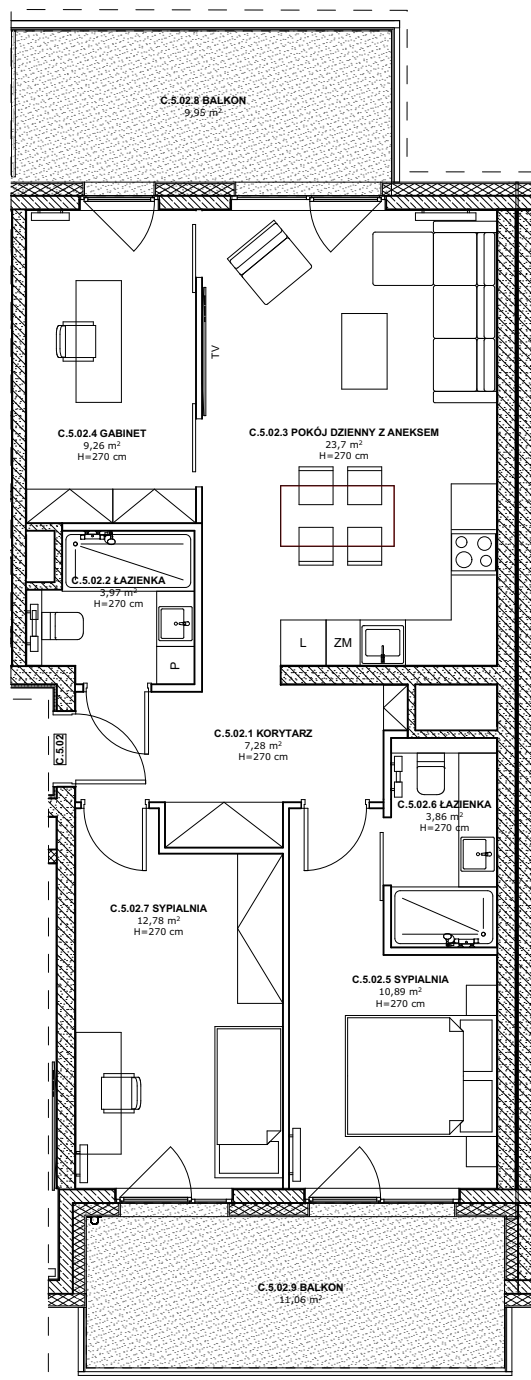 C.5.02.8 BALKON
9,95 m²
TV
C.5.02.4 GABINET
9,26 m²
H=270 cm
C.5.02.3 POKÓJ DZIENNY Z ANEKSEM
23,7 m²
H=270 cm
C.5.02.2 ŁAZIENKA
3,97 m²
H=270 cm
L
ZM
P
C.5.02
C.5.02.1 KORYTARZ
7,28 m²
H=270 cm
C.5.02.6 ŁAZIENKA
3,86 m²
H=270 cm
C.5.02.7 SYPIALNIA
12,78 m²
H=270 cm
C.5.02.5 SYPIALNIA
10,89 m²
H=270 cm
C.5.02.9 BALKON
11,06 m²